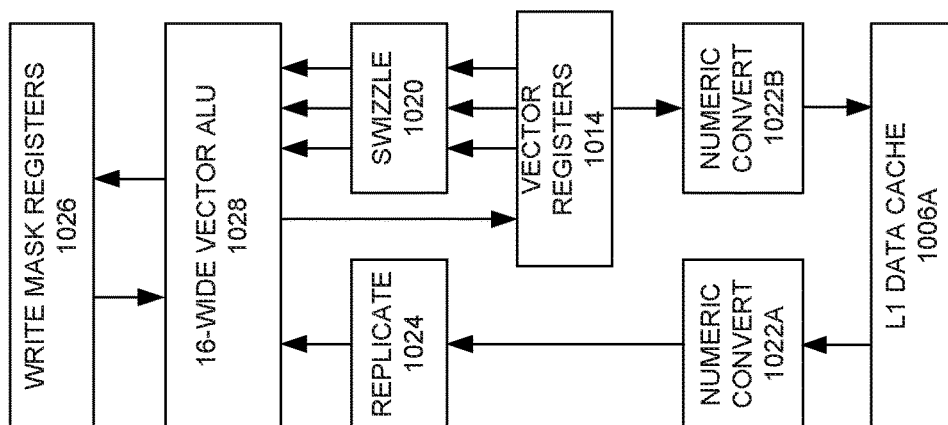 WRITE MASK REGISTERS
1026
16-WIDE VECTOR ALU
1028
REPLICATE
1024
SWIZZLE
1020
VECTOR
REGISTERS
1014
NUMERIC
CONVERT
1022A
NUMERIC
CONVERT
1022B
L1 DATA CACHE
1006A